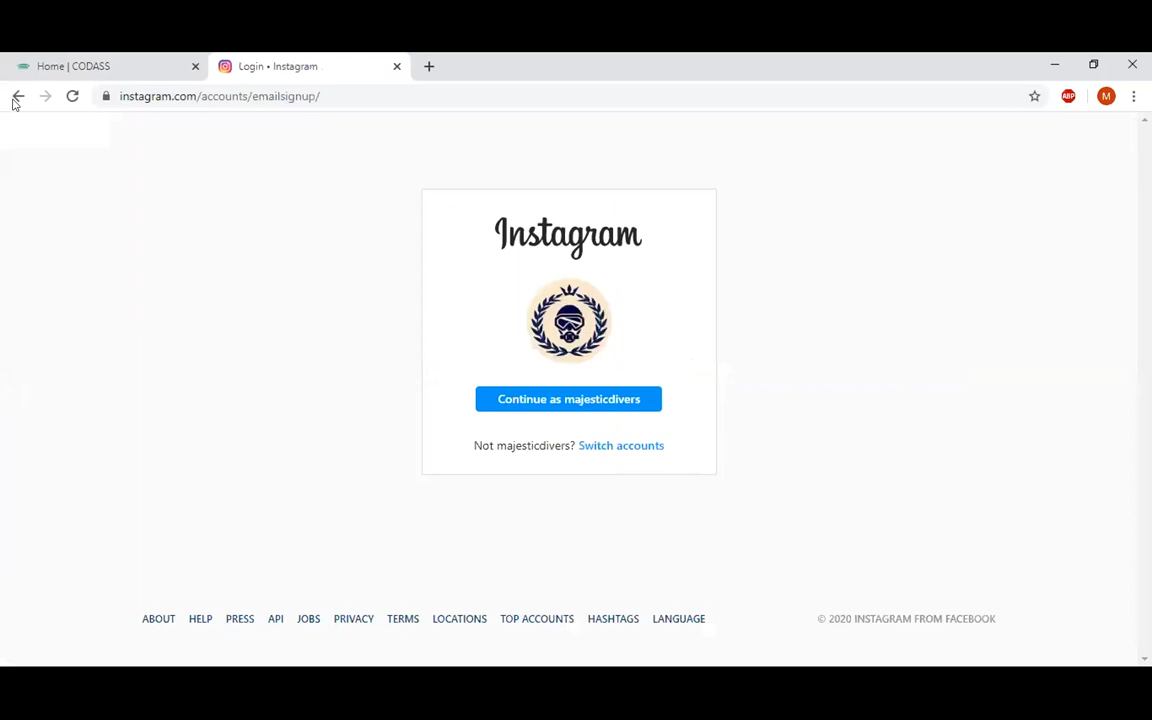 Home | CODASS
Login • Instagram
instagram.com/accounts/emailsignup/
ABP
M
Instagram
Continue as majesticdivers
Not majesticdivers? Switch accounts
ABOUT HELP PRESS API JOBS PRIVACY TERMS LOCATIONS TOP ACCOUNTS HASHTAGS LANGUAGE
© 2020 INSTAGRAM FROM FACEBOOK